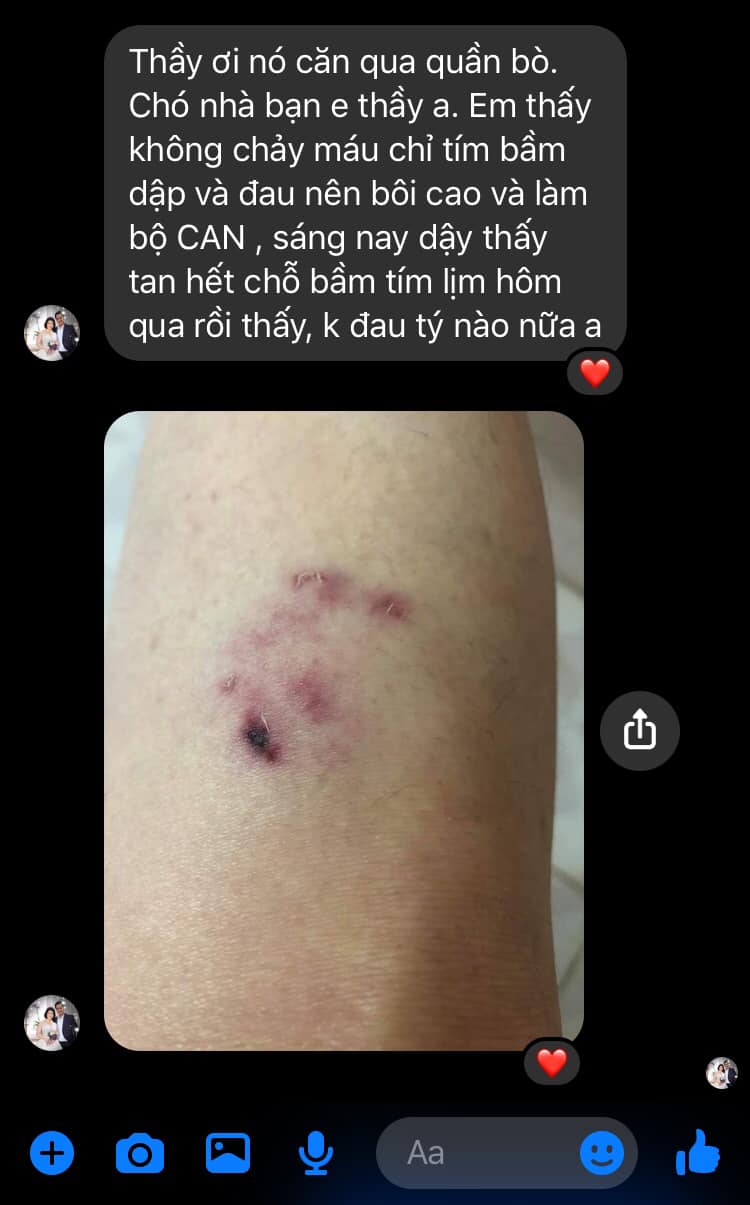 Thầy ơi nó căn qua quần bò.
Chó nhà bạn e thầy a. Em thấy
không chảy máu chỉ tím bầm
dập và đau nên bôi cao và làm
bộ CAN , sáng nay dậy thấy
tan hết chỗ bầm tím lịm hôm
qua rồi thấy, k đau tý nào nữa a
Aa